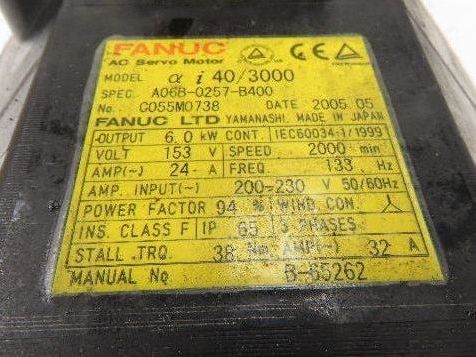 FANUC
AC Servo Motor
MODEL α i 40/3000
SPEC. A06B-0257-B400
No. C055M0738 DATE 2005.05
FANUC LTD YAMANASHI, MADE IN JAPAN
OUTPUT 6.0 kW CONT. IEC60034-1/1999
VOLT 153 V SPEED 2000 min
AMP(~) 24 A FREQ. 133 Hz
AMP. INPUT(~) 200-230 V 50/60Hz
POWER FACTOR 94 % WIND CON.
INS. CLASS F IP 65 3 PHASES
STALL .TRQ. 38 Nm AMP(~) 32 A
MANUAL No B-65262